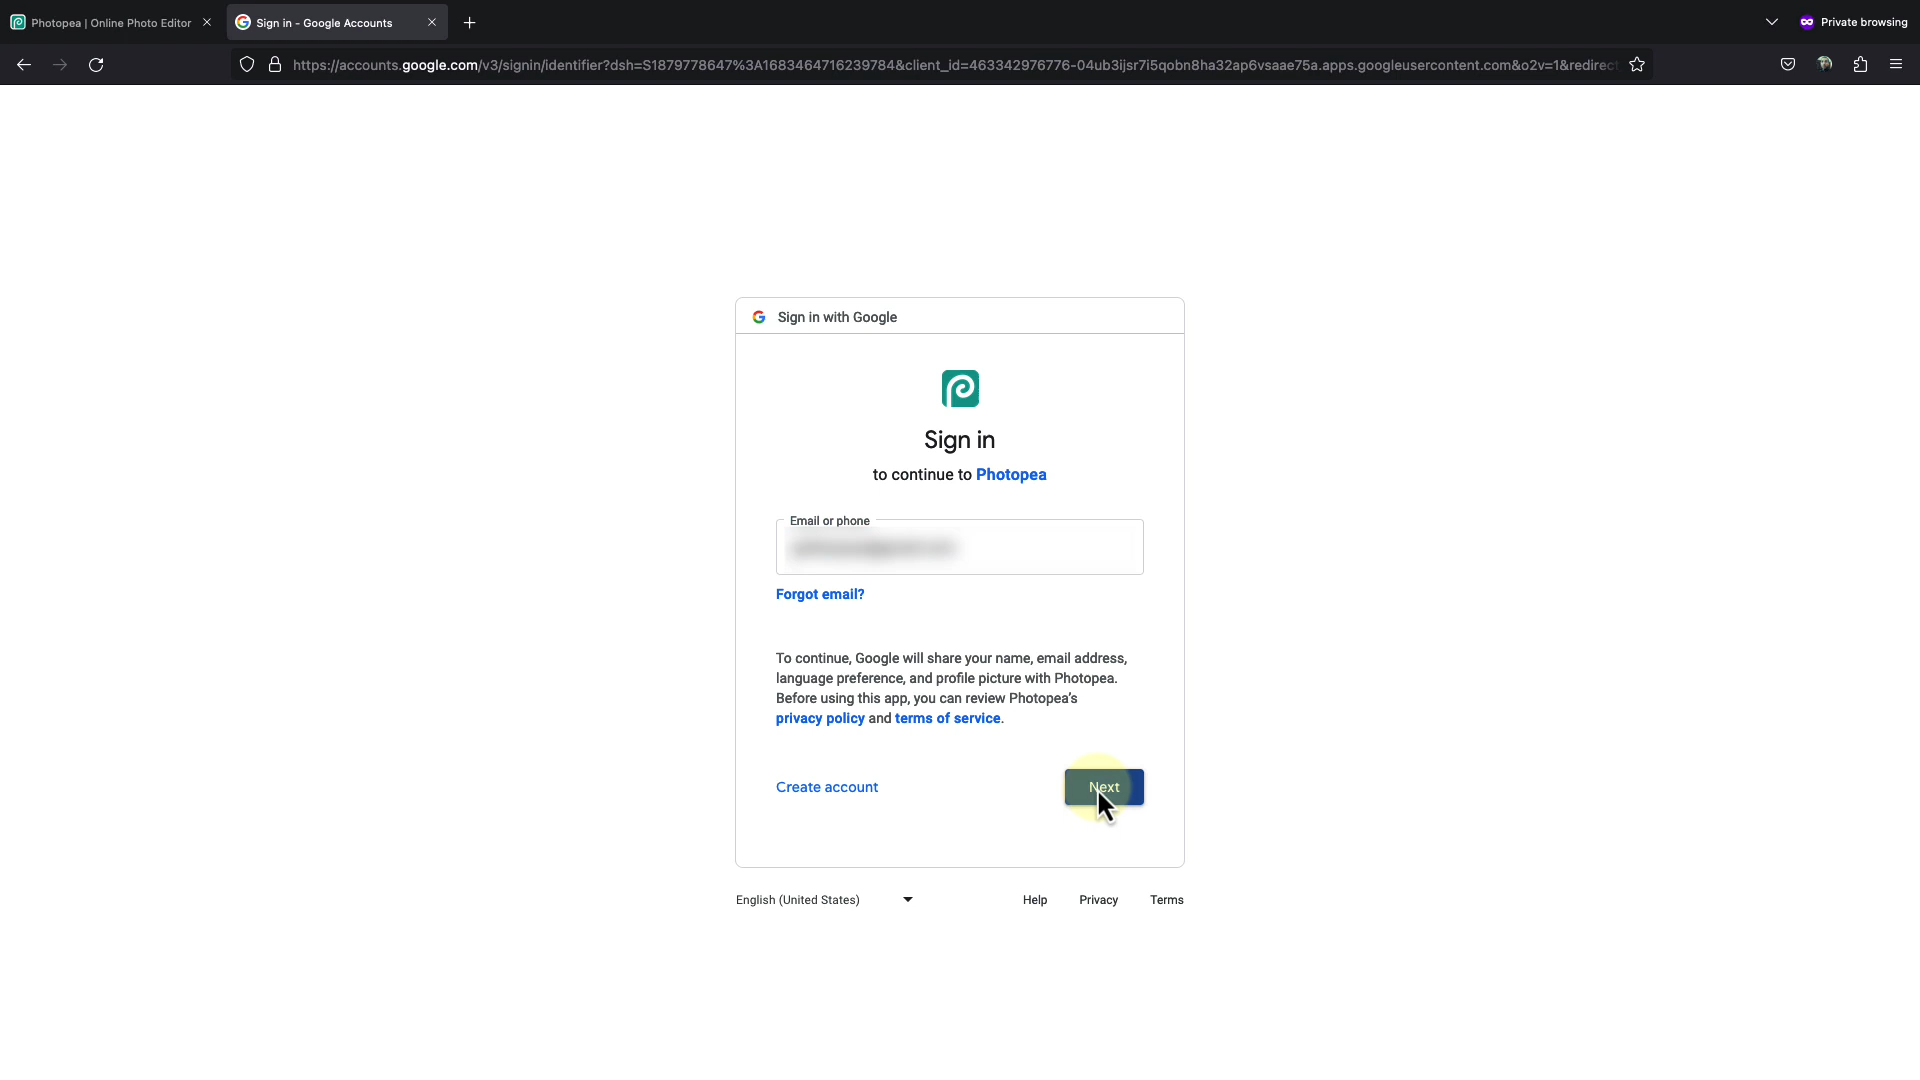 Photopea | Online Photo Editor
Sign in - Google Accounts
Private browsing
https://accounts.google.com/v3/signin/identifier?dsh=S1879778647%3A1683464716239784&client_id=463342976776-04ub3ijsr7i5qobn8ha32ap6vsaae75a.apps.googleusercontent.com&o2v=1&redirect
Sign in with Google
Sign in
to continue to Photopea
Email or phone
Forgot email?
To continue, Google will share your name, email address,
language preference, and profile picture with Photopea.
Before using this app, you can review Photopea's
privacy policy and terms of service.
Create account
Next
English (United States)
Help
Privacy
Terms